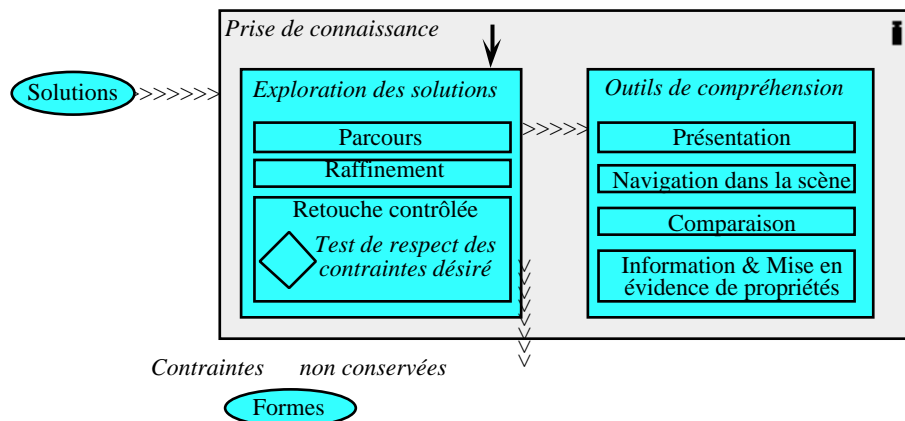 Prise de connaissance
Solutions
Exploration des solutions
Parcours
Raffinement
Retouche contrôlée
Test de respect des
contraintes désiré
Outils de compréhension
Présentation
Navigation dans la scène
Comparaison
Information & Mise en
évidence de propriétés
Contraintes non conservées
Formes